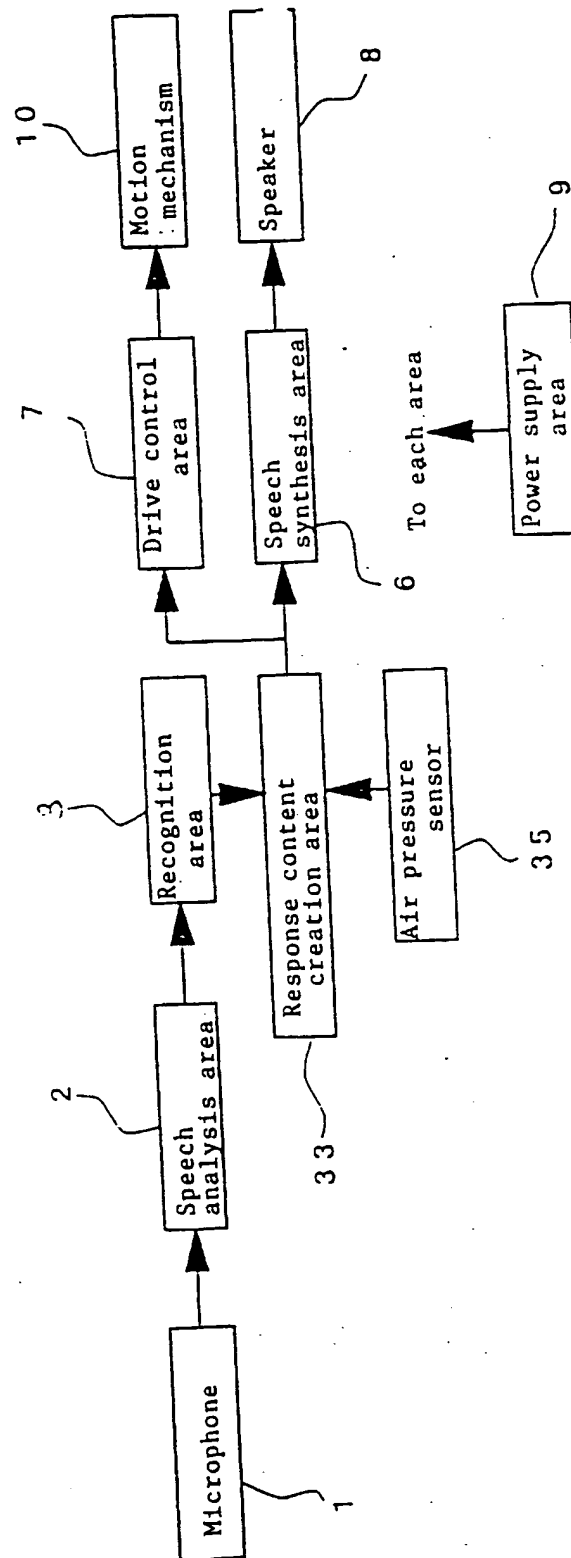 1
Microphone
2
Speech
analysis area
3
Recognition
area
33
Response content
creation area
35
Air pressure
sensor
7
Drive control
area
6
Speech
synthesis area
10
Motion
mechanism
8
Speaker
To each area
9
Power supply
area